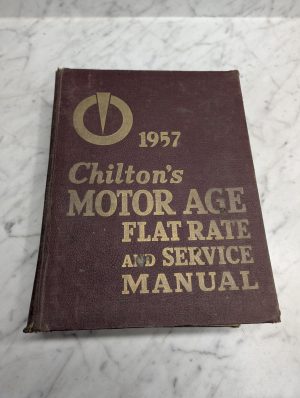 1957
Chilton's
MOTOR AGE
FLAT RATE
AND SERVICE
MANUAL